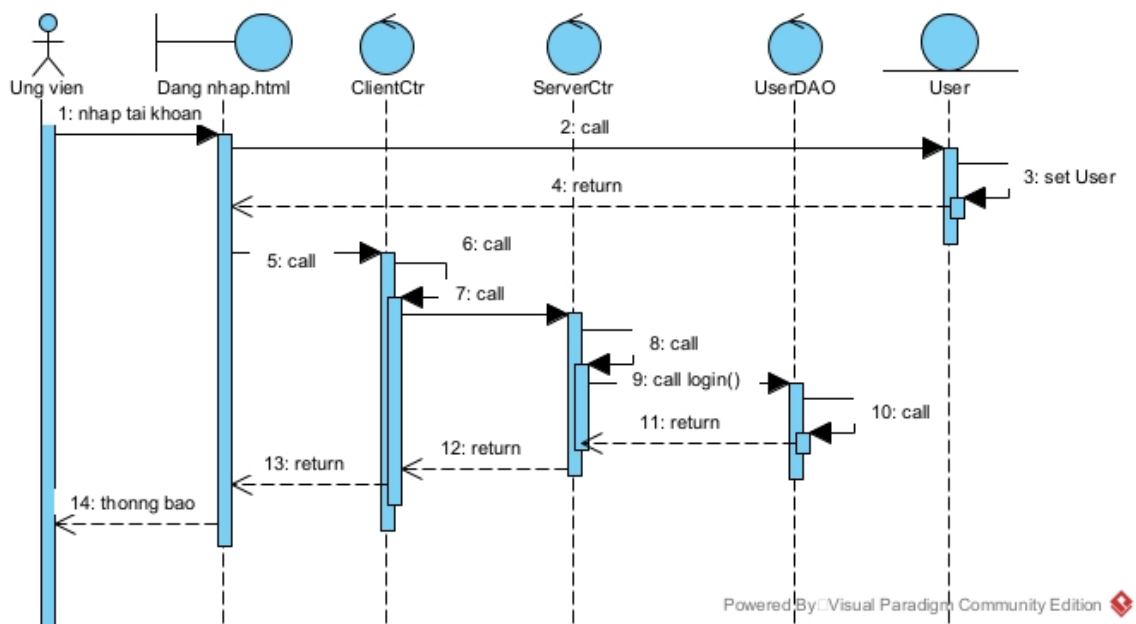 Ung vien
Dang nhap.html
ClientCtr
ServerCtr
UserDAO
User
1: nhap tai khoan
2: call
3: set User
4: return
5: call
6: call
7: call
8: call
9: call login()
10: call
11: return
12: return
13: return
14: thonng bao
Powered By Visual Paradigm Community Edition